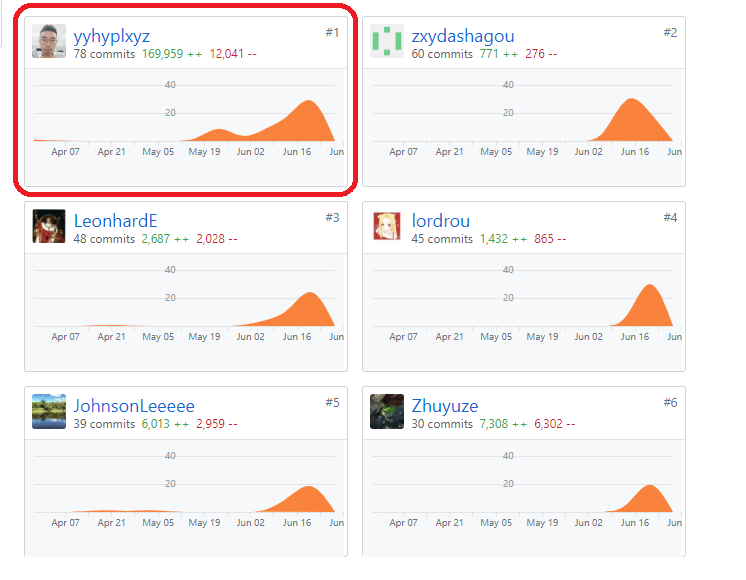 yyhyplxyz #1
78 commits 169,959 ++ 12,041 --
40
20
Apr 07 Apr 21 May 05 May 19 Jun 02 Jun 16 Jun
zxydashagou #2
60 commits 771 ++ 276 --
40
20
Apr 07 Apr 21 May 05 May 19 Jun 02 Jun 16 Jun
LeonhardE #3
48 commits 2,687 ++ 2,028 --
40
20
Apr 07 Apr 21 May 05 May 19 Jun 02 Jun 16 Jun
lordrou #4
45 commits 1,432 ++ 865 --
40
20
Apr 07 Apr 21 May 05 May 19 Jun 02 Jun 16 Jun
JohnsonLeeeee #5
39 commits 6,013 ++ 2,959 --
40
20
Apr 07 Apr 21 May 05 May 19 Jun 02 Jun 16 Jun
Zhuyuze #6
30 commits 7,308 ++ 6,302 --
40
20
Apr 07 Apr 21 May 05 May 19 Jun 02 Jun 16 Jun